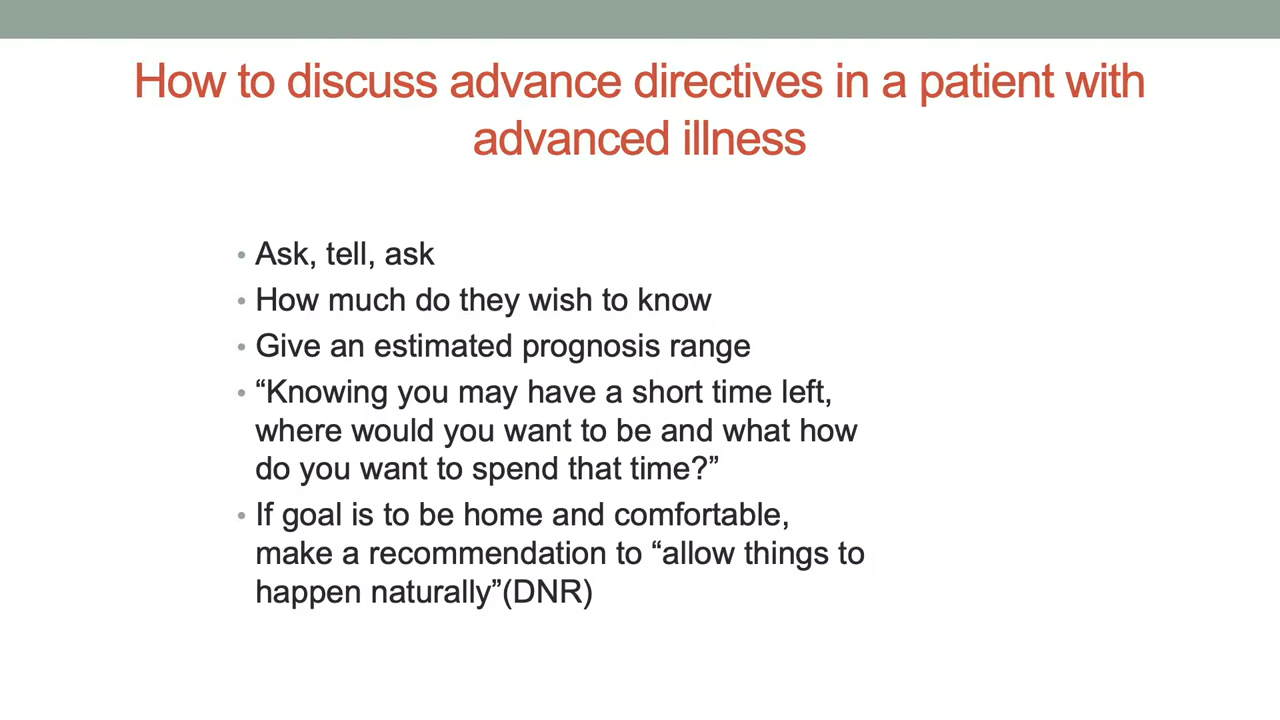 How to discuss advance directives in a patient with
advanced illness
• Ask, tell, ask
• How much do they wish to know
• Give an estimated prognosis range
• “Knowing you may have a short time left,
where would you want to be and what how
do you want to spend that time?”
• If goal is to be home and comfortable,
make a recommendation to “allow things to
happen naturally”(DNR)